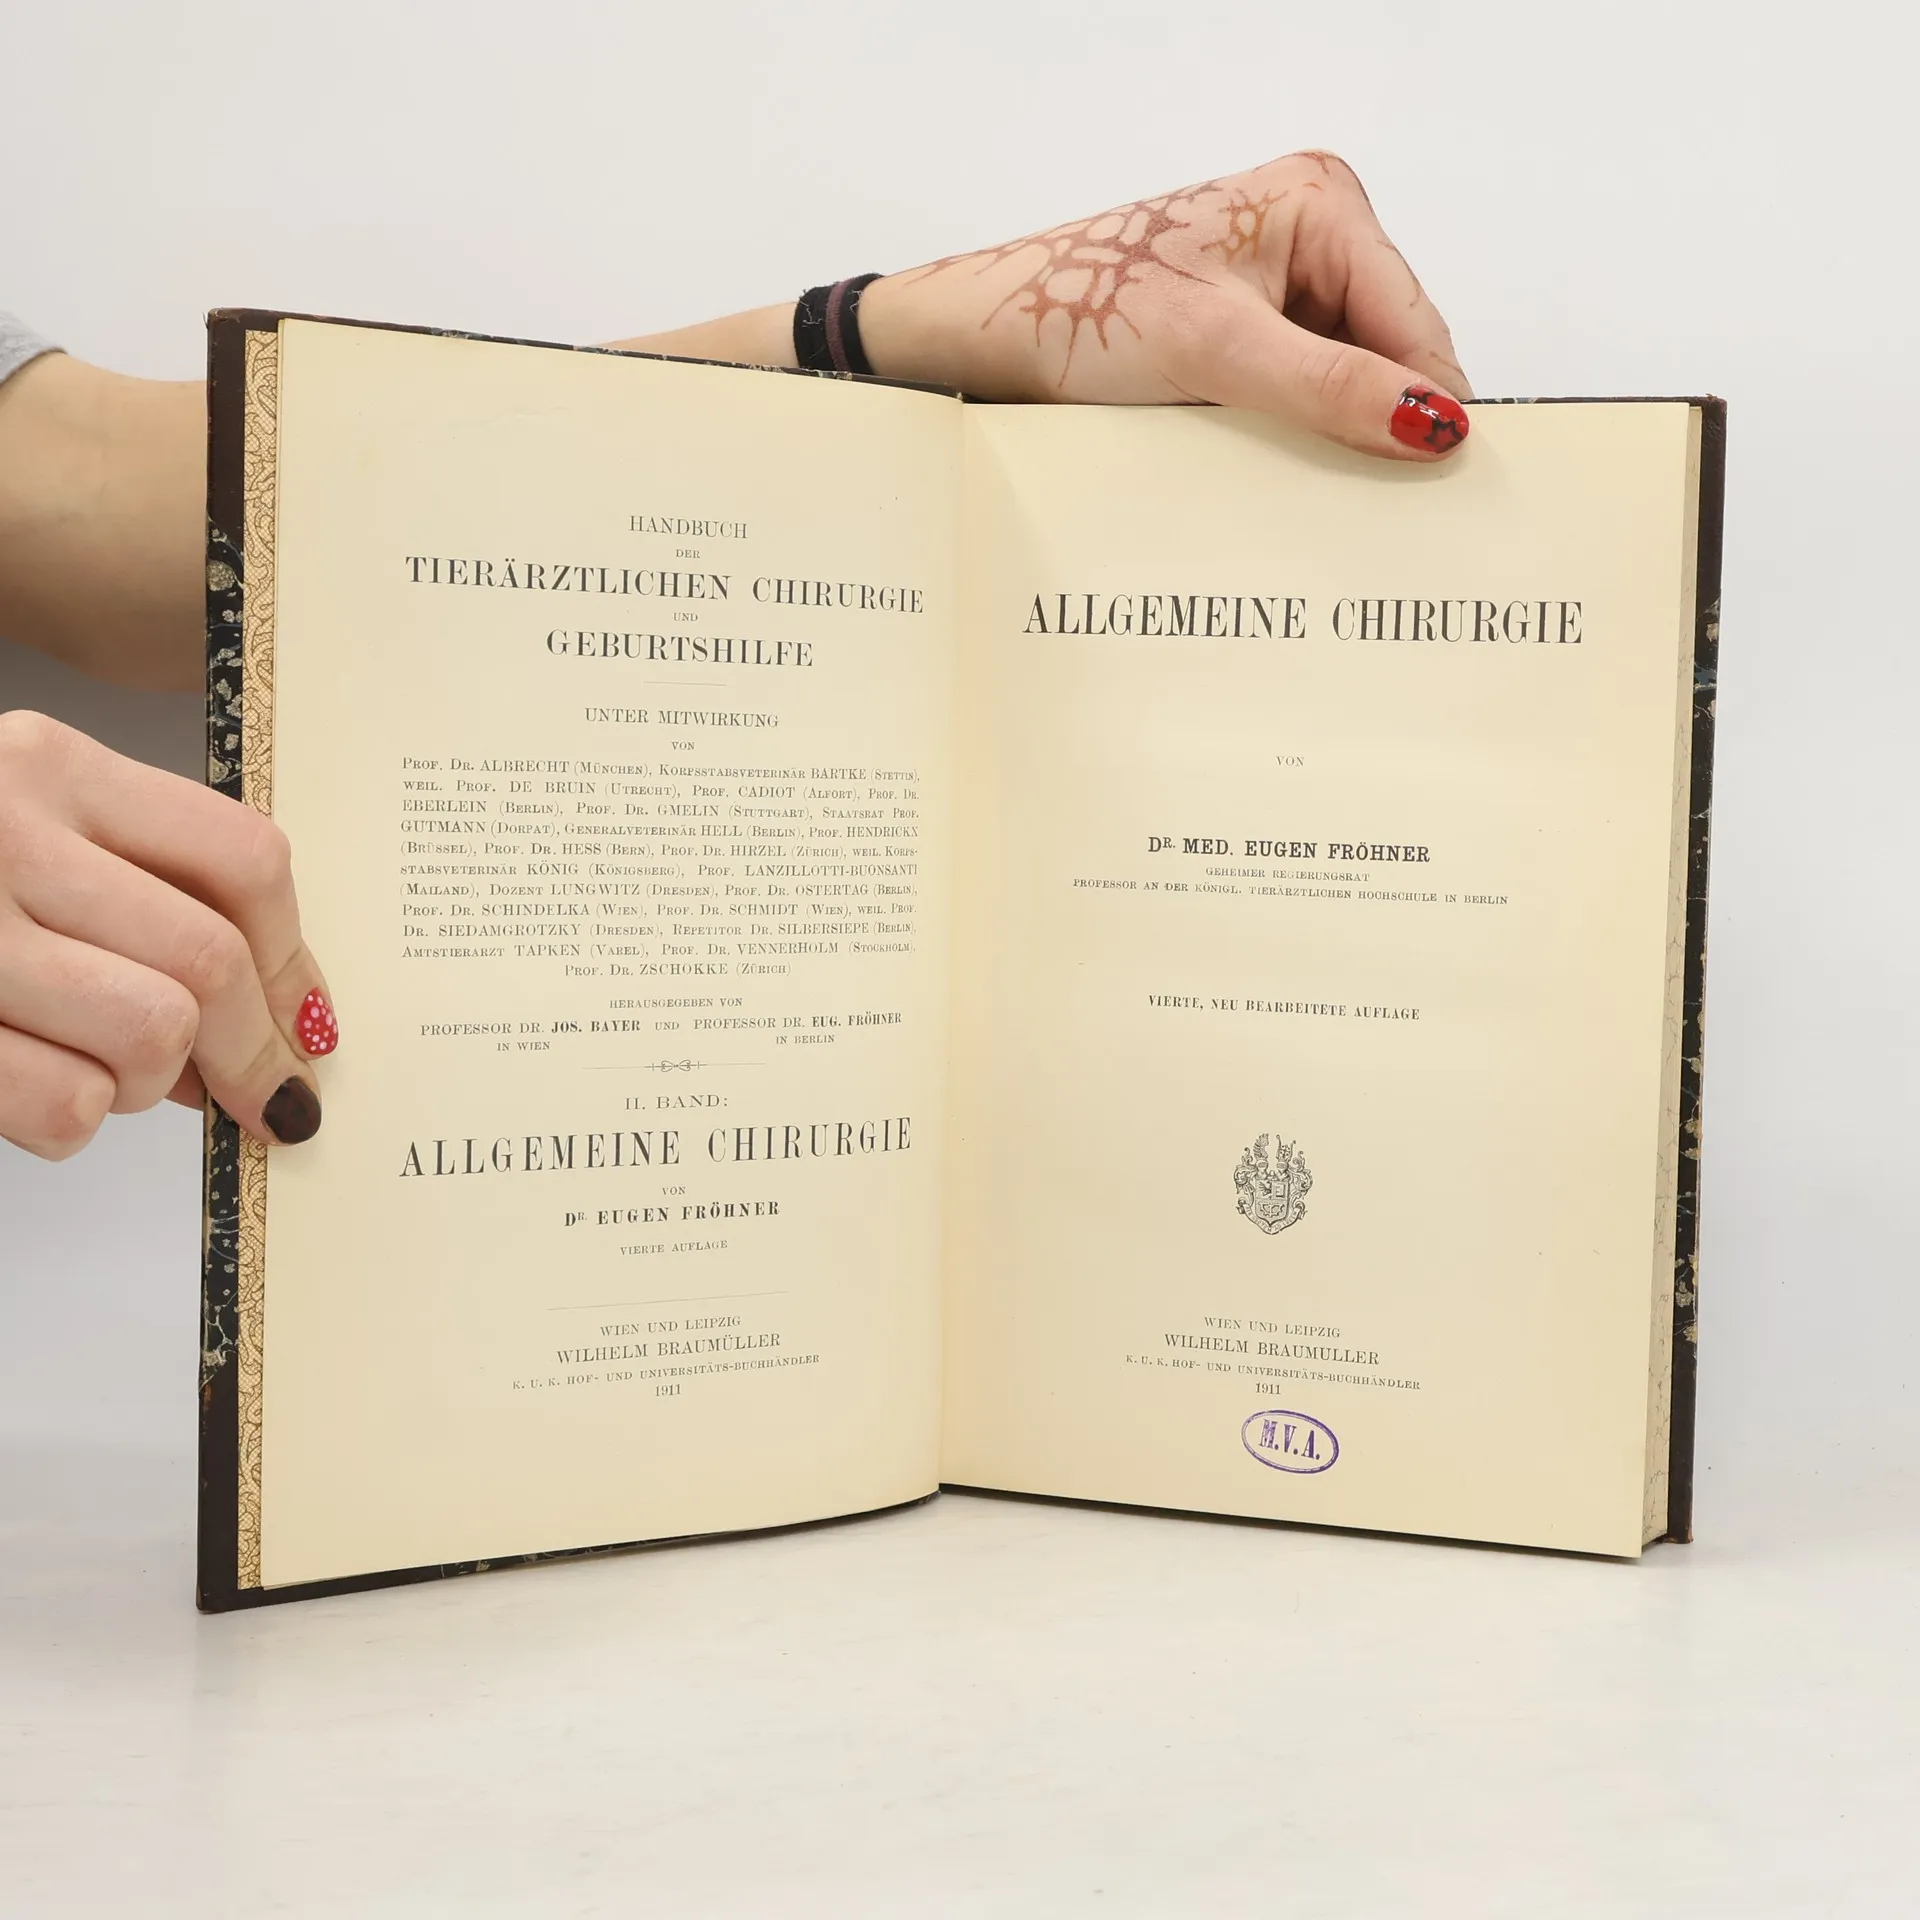 HANDBUCH
DER
TIERÄRZTLICHEN CHIRURGIE
UND
GEBURTSHILFE
UNTER MITWIRKUNG
VON
PROF. DR. ALBRECHT (MÜNCHEN), KORPSSTABSVETERINÄR BARTKE (STETTIN),
WEIL. PROF. DE BRUIN (UTRECHT), PROF. CADIOT (ALFORT), PROF. DR.
EBERLEIN (BERLIN), PROF. DR. GMELIN (STUTTGART), STAATSRAT PROF.
GUTMANN (DORPAT), GENERALVETERINÄR HELL (BERLIN), PROF. HENDRICKX
(BRÜSSEL), PROF. DR. HESS (BERN), PROF. DR. HIRZEL (ZÜRICH), WEIL. KORPS-
STABSVETERINÄR KÖNIG (KÖNIGSBERG), PROF. LANZILLOTTI-BUONSANTI
(MAILAND), DOZENT LUNGWITZ (DRESDEN), PROF. DR. OSTERTAG (BERLIN),
PROF. DR. SCHINDELKA (WIEN), PROF. DR. SCHMIDT (WIEN), WEIL. PROF.
DR. SIEDAMGROTZKY (DRESDEN), REPETITOR DR. SILBERSIEPE (BERLIN),
AMTSTIERARZT TAPKEN (VAREL), PROF. DR. VENNERHOLM (STOCKHOLM),
PROF. DR. ZSCHOKKE (ZÜRICH)
HERAUSGEGEBEN VON
PROFESSOR DR. JOS. BAYER UND PROFESSOR DR. EUG. FRÖHNER
IN WIEN IN BERLIN
II. BAND:
ALLGEMEINE CHIRURGIE
VON
DR. EUGEN FRÖHNER
VIERTE AUFLAGE
WIEN UND LEIPZIG
WILHELM BRAUMÜLLER
K. U. K. HOF- UND UNIVERSITÄTS-BUCHHÄNDLER
1911
ALLGEMEINE CHIRURGIE
VON
DR. MED. EUGEN FRÖHNER
GEHEIMER REGIERUNGSRAT
PROFESSOR AN DER KÖNIGL. TIERÄRZTLICHEN HOCHSCHULE IN BERLIN
VIERTE, NEU BEARBEITETE AUFLAGE
WIEN UND LEIPZIG
WILHELM BRAUMÜLLER
K. U. K. HOF- UND UNIVERSITÄTS-BUCHHÄNDLER
1911
M.V.A.